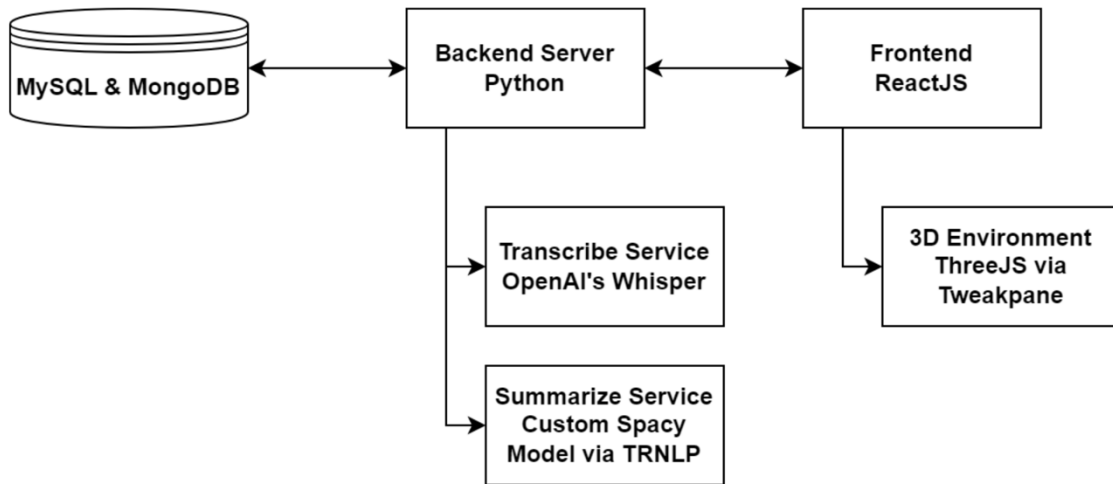 MySQL & MongoDB
Backend Server
Python
Frontend
ReactJS
Transcribe Service
OpenAI's Whisper
3D Environment
ThreeJS via
Tweakpane
Summarize Service
Custom Spacy
Model via TRNLP